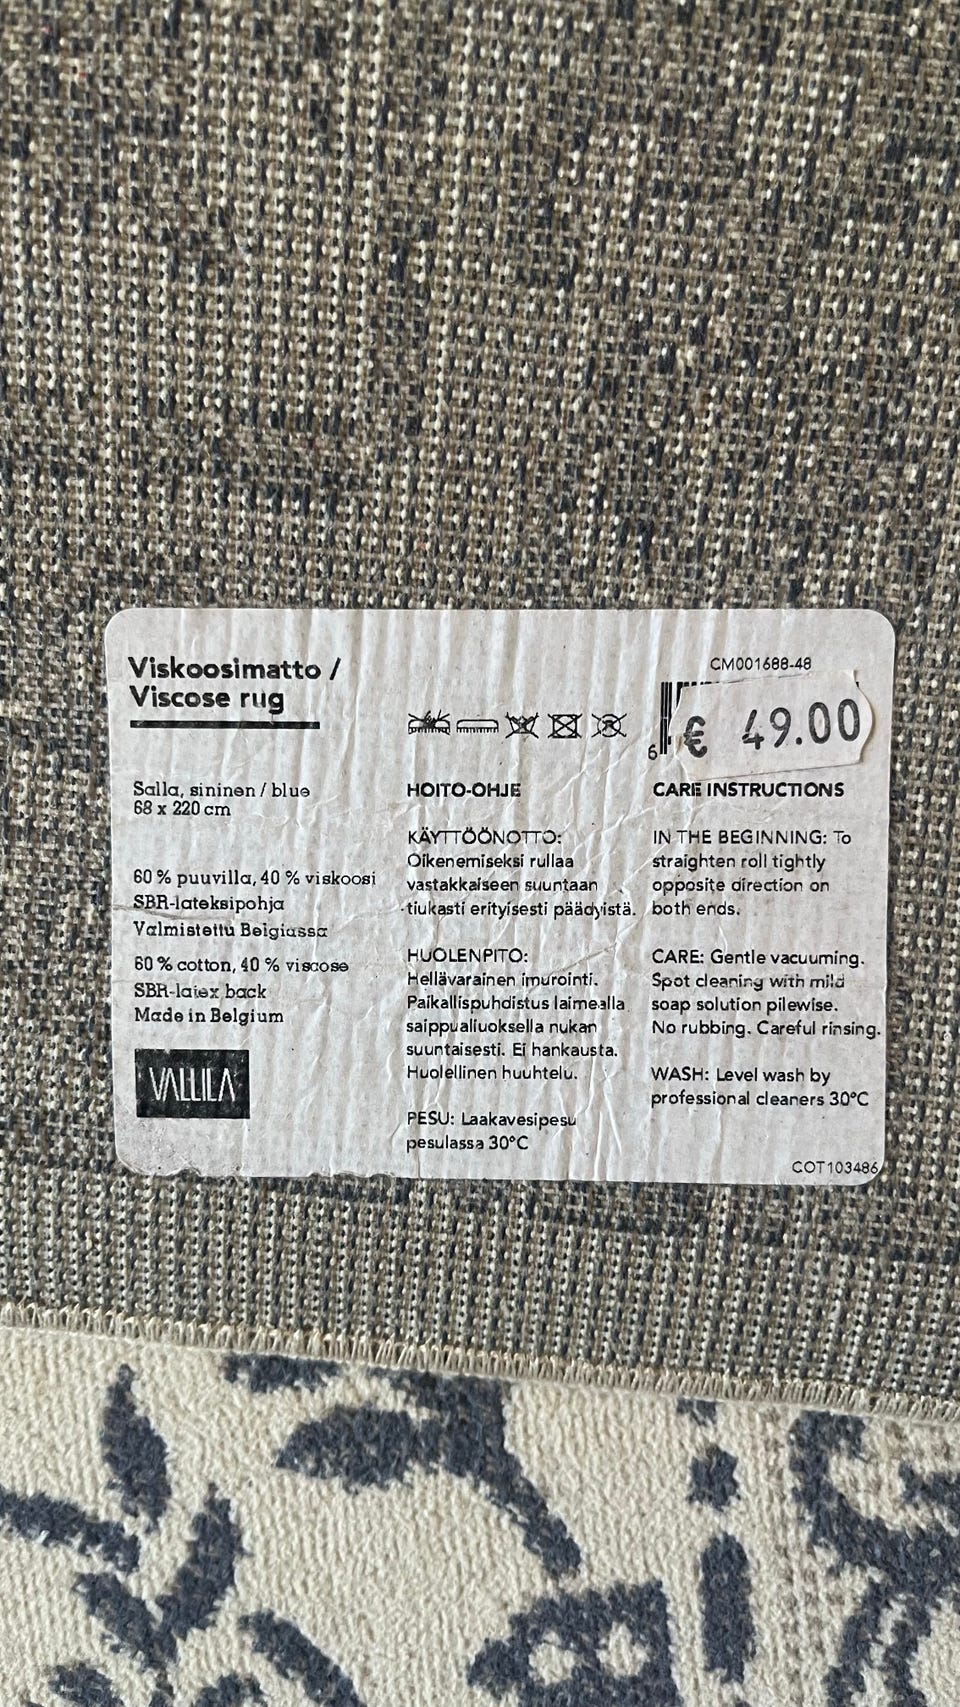 Viskoosimatto /
Viscose rug
Salla, sininen / blue
68 x 220 cm
60 % puuvilla, 40 % viskoosi
SBR-lateksipohja
Valmistettu Belgiassa
60 % cotton, 40 % viscose
SBR-latex back
Made in Belgium
VALLILA
HOITO-OHJE
KÄYTTÖÖNOTTO:
Oikenemiseksi rullaa
vastakkaiseen suuntaan
tiukasti erityisesti päädyistä.
HUOLENPITO:
Hellävarainen imurointi.
Paikallispuhdistus laimealla
saippualiuoksella nukan
suuntaisesti. Ei hankausta.
Huolellinen huuhtelu.
PESU: Laakavesipesu
pesulassa 30°C
CM001688-48
6
€ 49.00
CARE INSTRUCTIONS
IN THE BEGINNING: To
straighten roll tightly
opposite direction on
both ends.
CARE: Gentle vacuuming.
Spot cleaning with mild
soap solution pilewise.
No rubbing. Careful rinsing.
WASH: Level wash by
professional cleaners 30°C
COT103486